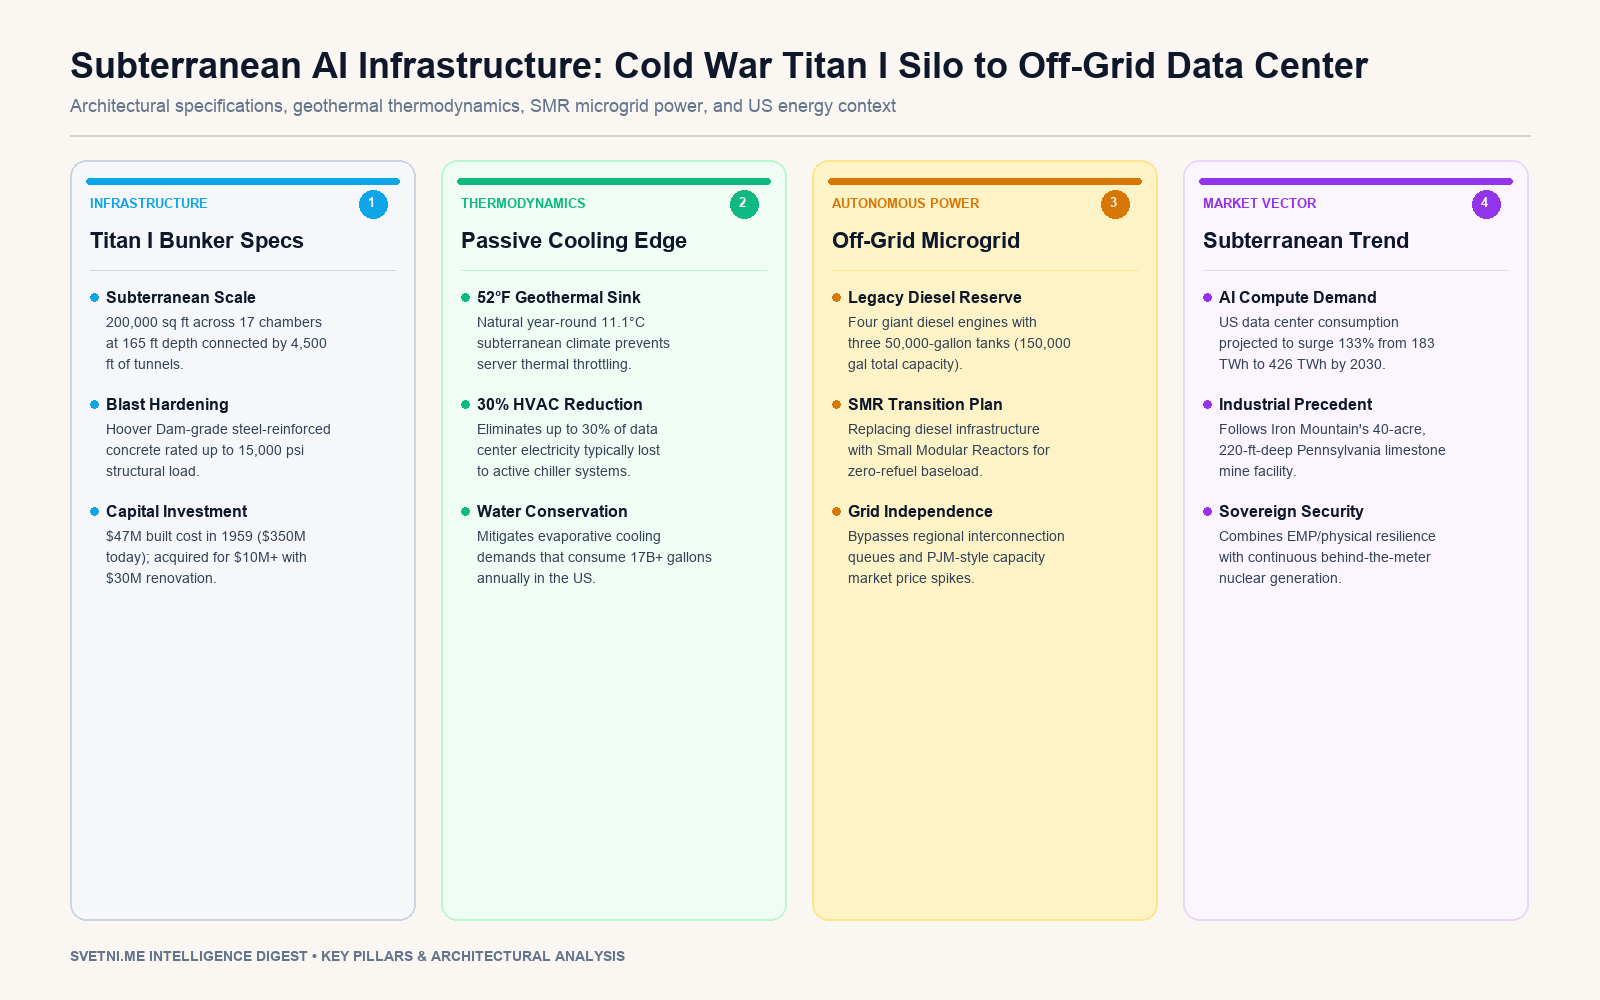 Subterranean AI Infrastructure: Cold War Titan I Silo to Off-Grid Data Center
Architectural specifications, geothermal thermodynamics, SMR microgrid power, and US energy context
INFRASTRUCTURE
1
Titan I Bunker Specs
Subterranean Scale
200,000 sq ft across 17 chambers
at 165 ft depth connected by 4,500
ft of tunnels.
Blast Hardening
Hoover Dam-grade steel-reinforced
concrete rated up to 15,000 psi
structural load.
Capital Investment
$47M built cost in 1959 ($350M
today); acquired for $10M+ with
$30M renovation.
THERMODYNAMICS
2
Passive Cooling Edge
52°F Geothermal Sink
Natural year-round 11.1°C
subterranean climate prevents
server thermal throttling.
30% HVAC Reduction
Eliminates up to 30% of data
center electricity typically lost
to active chiller systems.
Water Conservation
Mitigates evaporative cooling
demands that consume 17B+ gallons
annually in the US.
AUTONOMOUS POWER
3
Off-Grid Microgrid
Legacy Diesel Reserve
Four giant diesel engines with
three 50,000-gallon tanks (150,000
gal total capacity).
SMR Transition Plan
Replacing diesel infrastructure
with Small Modular Reactors for
zero-refuel baseload.
Grid Independence
Bypasses regional interconnection
queues and PJM-style capacity
market price spikes.
MARKET VECTOR
4
Subterranean Trend
AI Compute Demand
US data center consumption
projected to surge 133% from 183
TWh to 426 TWh by 2030.
Industrial Precedent
Follows Iron Mountain's 40-acre,
220-ft-deep Pennsylvania limestone
mine facility.
Sovereign Security
Combines EMP/physical resilience
with continuous behind-the-meter
nuclear generation.
SVETNI.ME INTELLIGENCE DIGEST • KEY PILLARS & ARCHITECTURAL ANALYSIS